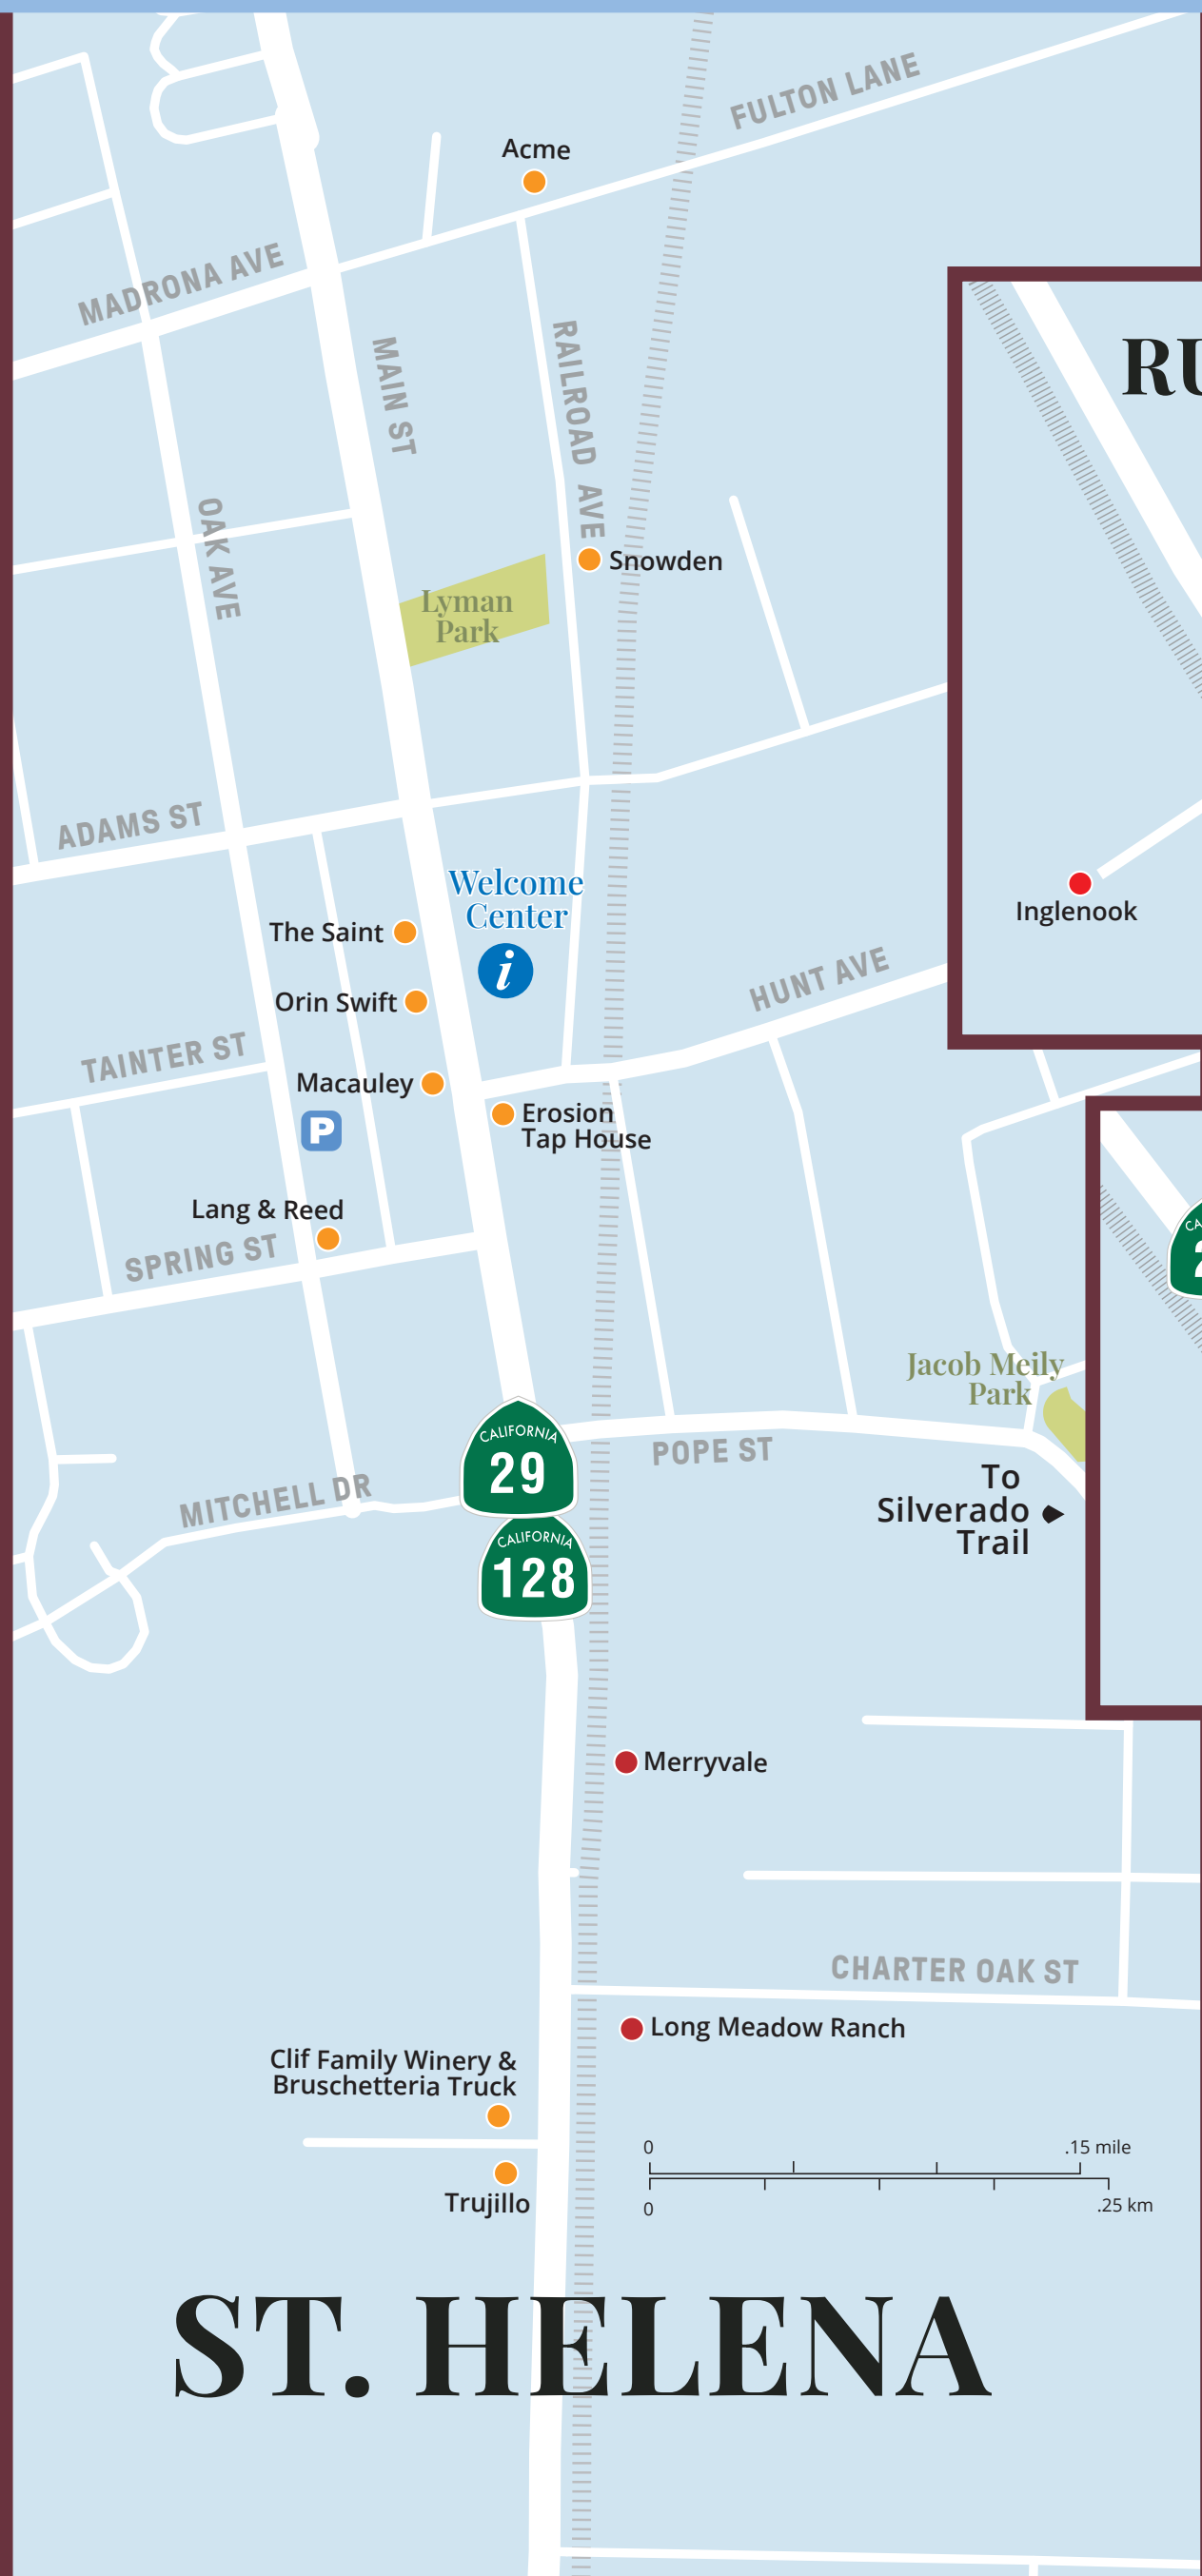 FULTON LANE
Acme
MADRONA AVE
MAIN ST
RAILROAD AVE
RU
OAK AVE
Snowden
Lyman
Park
ADAMS ST
Welcome
Center
i
The Saint
Inglenook
Orin Swift
HUNT AVE
TAINTER ST
Macauley
Erosion
Tap House
P
Lang & Reed
SPRING ST
CA
2
Jacob Meily
Park
CALIFORNIA
29
POPE ST
MITCHELL DR
To
Silverado
Trail
CALIFORNIA
128
Merryvale
CHARTER OAK ST
Long Meadow Ranch
Clif Family Winery &
Bruschetteria Truck
0
.15 mile
Trujillo
0
.25 km
ST. HELENA